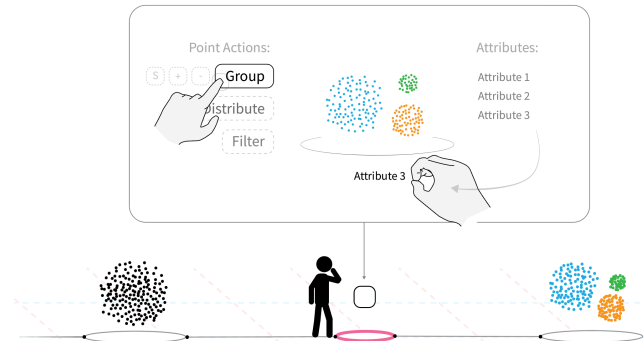 Point Actions:
S + - Group
Distribute
Filter
Attributes:
Attribute 1
Attribute 2
Attribute 3
Attribute 3